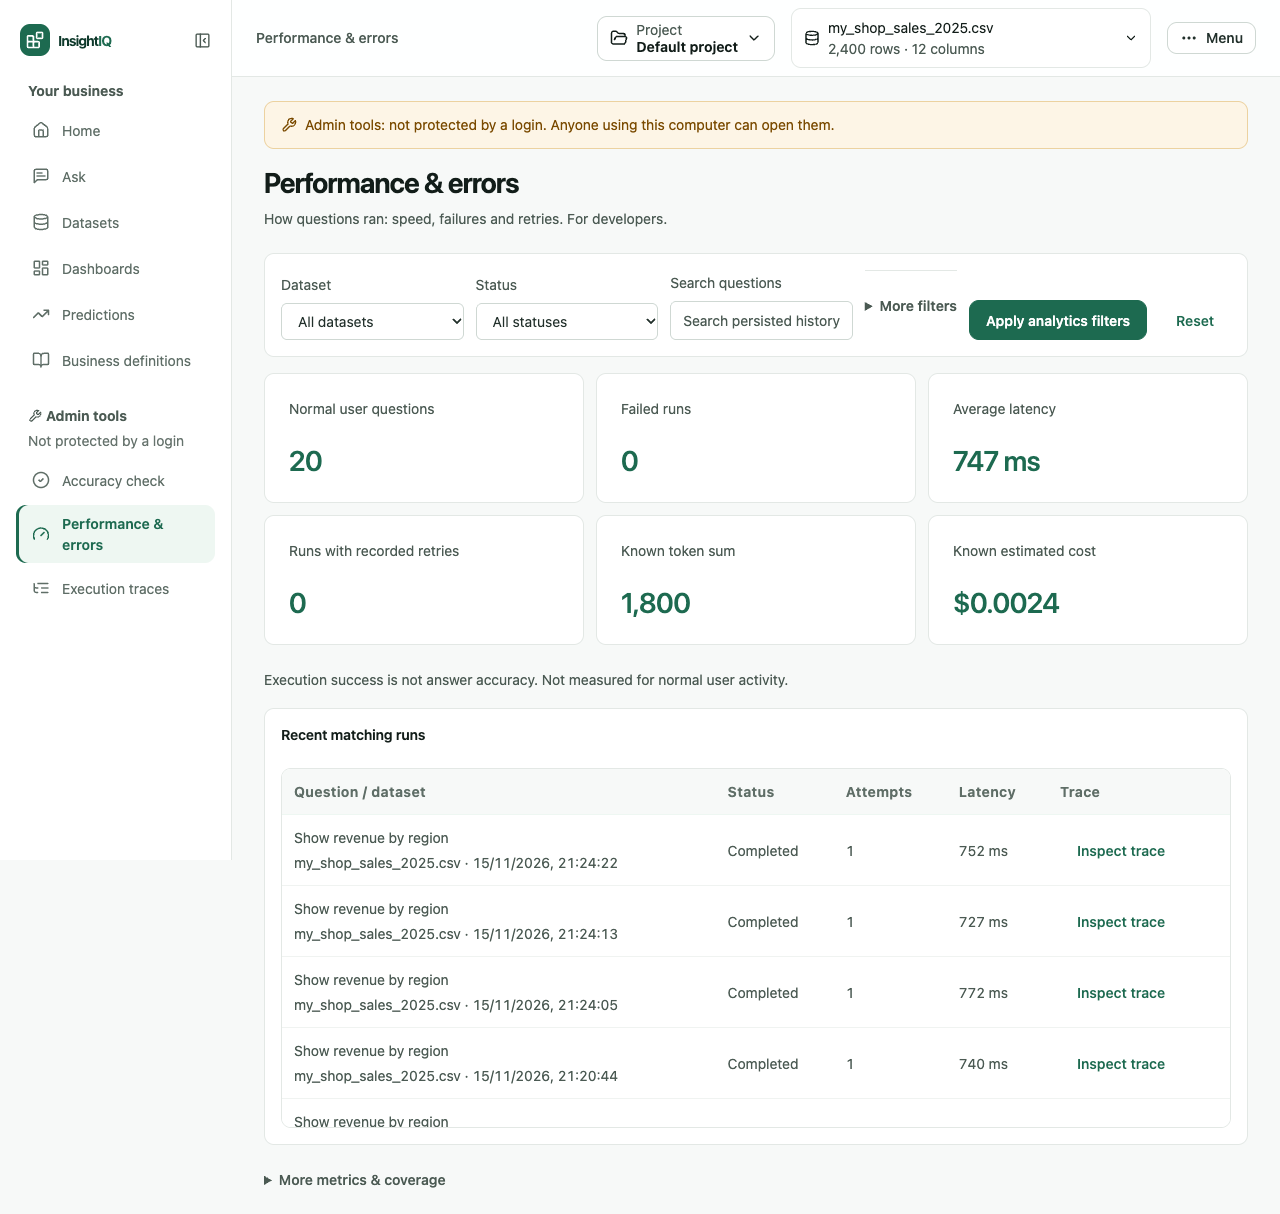 InsightIQ
Your business
Home
Ask
Datasets
Dashboards
Predictions
Business definitions
Admin tools
Not protected by a login
Accuracy check
Performance &
errors
Execution traces
Performance & errors
Project
Default project
my_shop_sales_2025.csv
2,400 rows · 12 columns
Menu
Admin tools: not protected by a login. Anyone using this computer can open them.
Performance & errors
How questions ran: speed, failures and retries. For developers.
Dataset
All datasets
Status
All statuses
Search questions
Search persisted history
More filters
Apply analytics filters
Reset
Normal user questions
20
Failed runs
0
Average latency
747 ms
Runs with recorded retries
0
Known token sum
1,800
Known estimated cost
$0.0024
Execution success is not answer accuracy. Not measured for normal user activity.
Recent matching runs
Question / dataset Status Attempts Latency Trace
Show revenue by region
my_shop_sales_2025.csv · 15/11/2026, 21:24:22
Completed 1 752 ms Inspect trace
Show revenue by region
my_shop_sales_2025.csv · 15/11/2026, 21:24:13
Completed 1 727 ms Inspect trace
Show revenue by region
my_shop_sales_2025.csv · 15/11/2026, 21:24:05
Completed 1 772 ms Inspect trace
Show revenue by region
my_shop_sales_2025.csv · 15/11/2026, 21:20:44
Completed 1 740 ms Inspect trace
Show revenue by region
More metrics & coverage